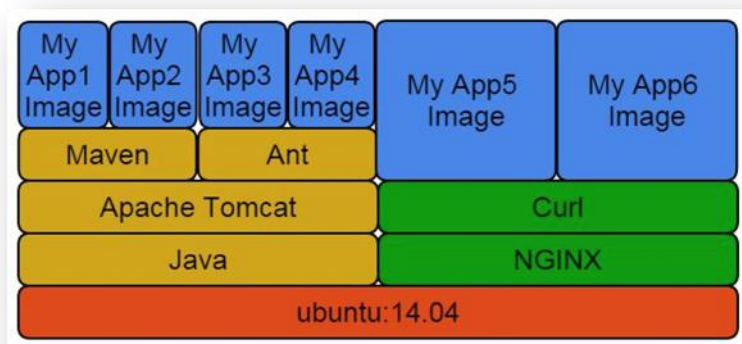 My
App1
Image
My
App2
Image
My
App3
Image
My
App4
Image
My App5
Image
My App6
Image
Maven
Ant
Apache Tomcat
Curl
Java
NGINX
ubuntu:14.04